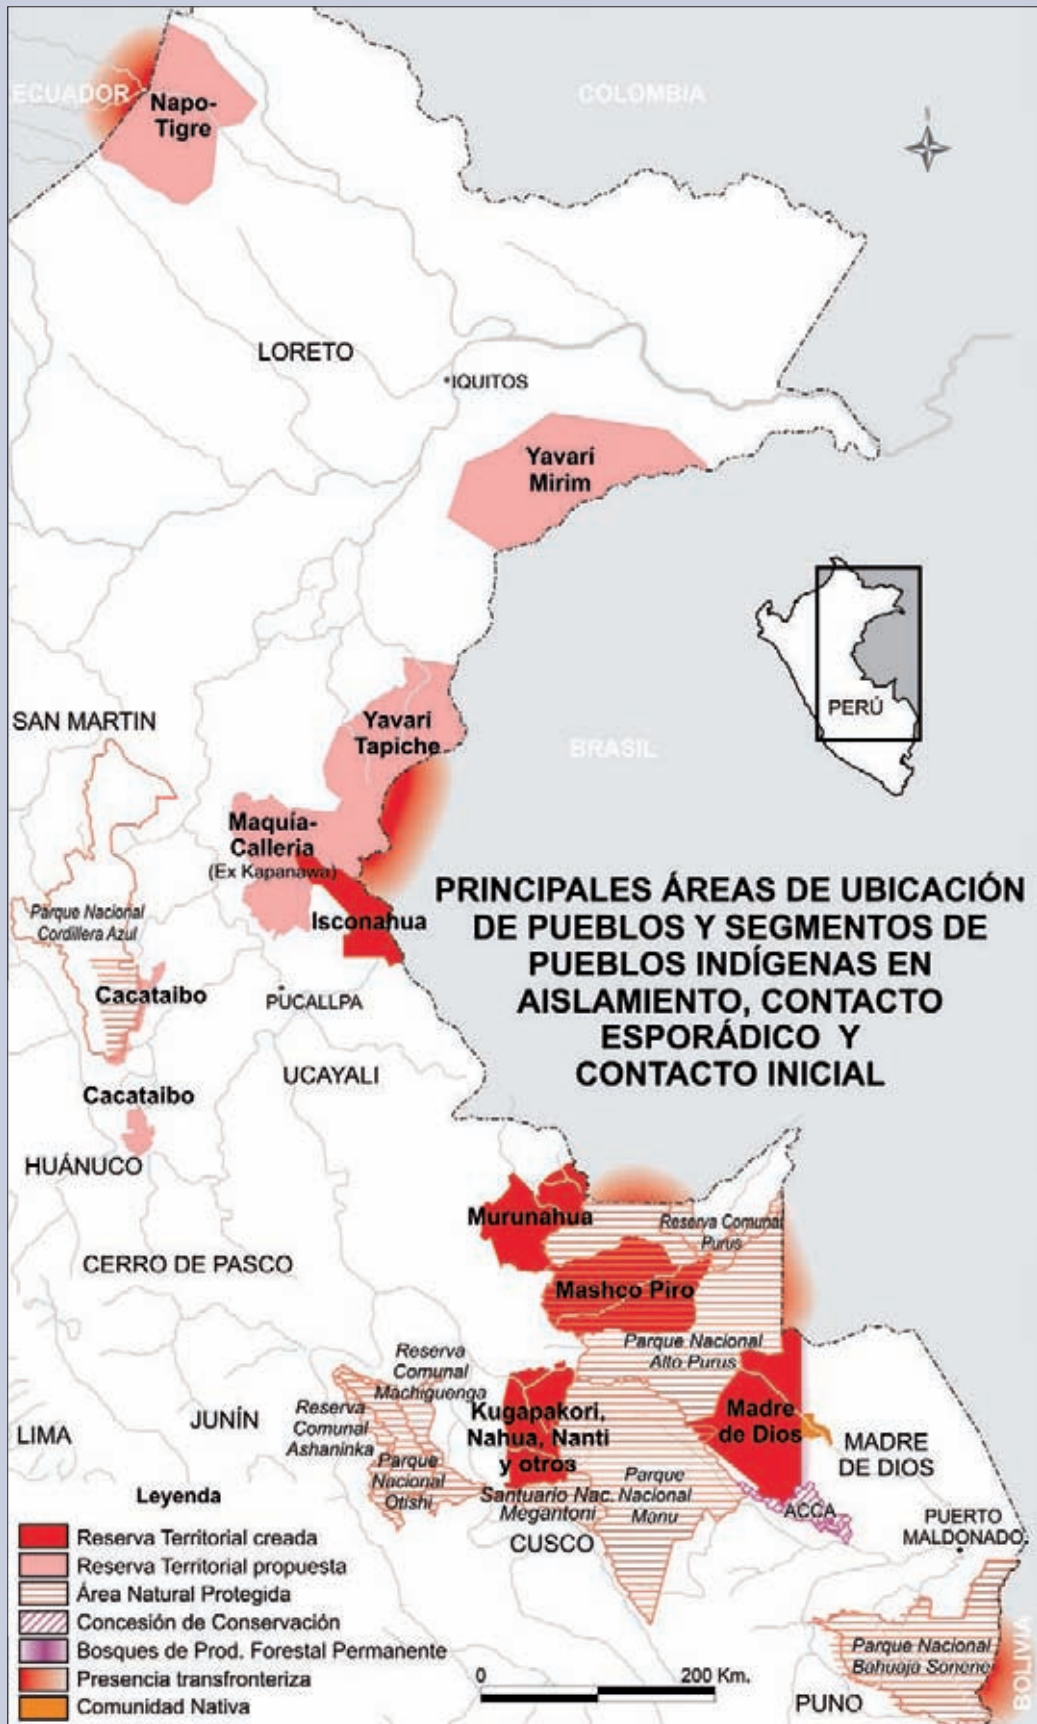 ECUADOR
COLOMBIA
Napo-
Tigre
LORETO
IQUITOS
Yavarí
Mirim
PERÚ
SAN MARTIN
Yavarí
Tapiche
BRASIL
Maquía-
Calleria
(Ex Kapanawa)
Isconahua
PRINCIPALES ÁREAS DE UBICACIÓN
DE PUEBLOS Y SEGMENTOS DE
PUEBLOS INDÍGENAS EN
AISLAMIENTO, CONTACTO
ESPORÁDICO Y
CONTACTO INICIAL
Parque Nacional
Cordillera Azul
Cacataibo
PUCALLPA
UCAYALI
Cacataibo
HUÁNUCO
Murunahua
Reserva Comunal
Purus
CERRO DE PASCO
Mashco Piro
Parque Nacional
Alto Purus
Reserva
Comunal
Machiguenga
Reserva
Comunal
Ashaninka
JUNÍN
LIMA
Kugapakori,
Nahua, Nanti
y otros
Madre
de Dios
MADRE
DE DIOS
Parque
Nacional
Otishi
Santuario Nac.
Megantoni
Parque
Nacional
Manu
ACCA
CUSCO
PUERTO
MALDONADO
Parque Nacional
Bahuaja Sonene
BOLIVIA
PUNO
Leyenda
Reserva Territorial creada
Reserva Territorial propuesta
Área Natural Protegida
Concesión de Conservación
Bosques de Prod. Forestal Permanente
Presencia transfronteriza
Comunidad Nativa
0 200 Km.